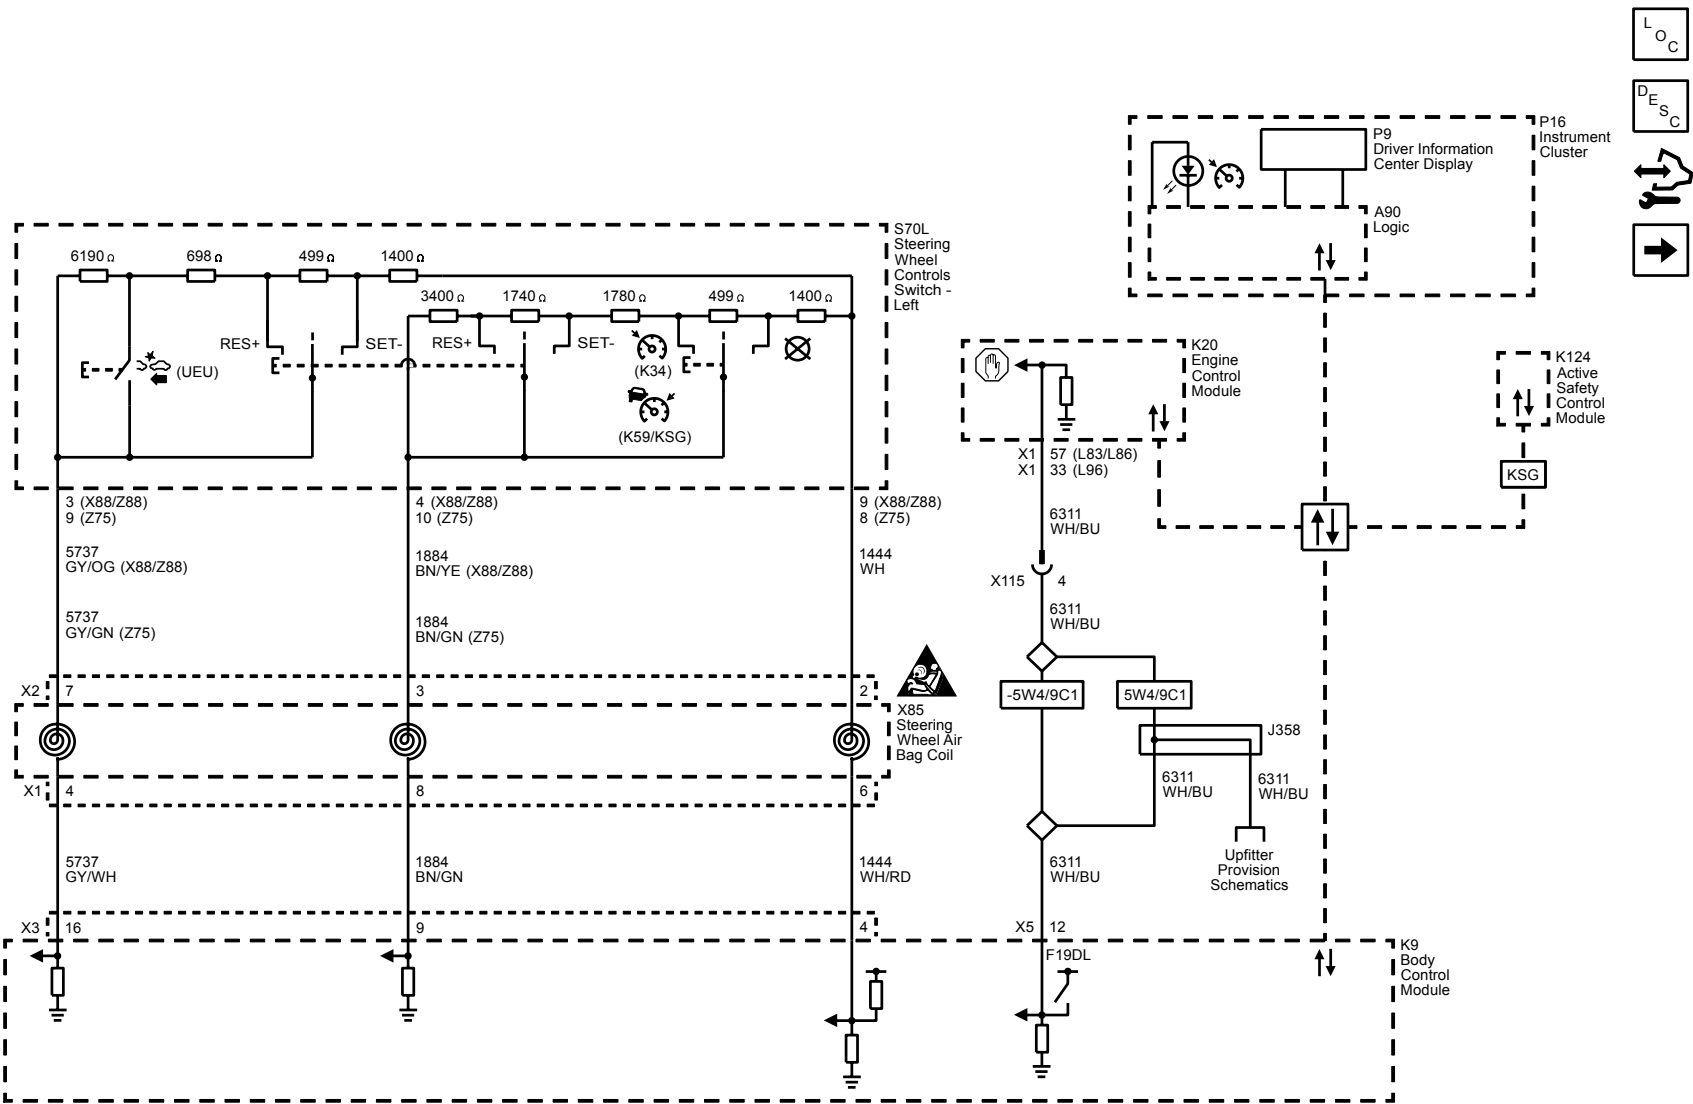 L
O
C
D
E
S
C
P16
Instrument
Cluster
P9
Driver Information
Center Display
A90
Logic
S70L
Steering
Wheel
Controls
Switch -
Left
6190 Ω
698 Ω
499 Ω
1400 Ω
3400 Ω
1740 Ω
1780 Ω
499 Ω
1400 Ω
RES+
SET-
RES+
SET-
(UEU)
(K34)
(K59/KSG)
K20
Engine
Control
Module
K124
Active
Safety
Control
Module
KSG
X1 57 (L83/L86)
X1 33 (L96)
3 (X88/Z88)
9 (Z75)
4 (X88/Z88)
10 (Z75)
9 (X88/Z88)
8 (Z75)
6311
WH/BU
5737
GY/OG (X88/Z88)
1884
BN/YE (X88/Z88)
1444
WH
X115 4
5737
GY/GN (Z75)
1884
BN/GN (Z75)
6311
WH/BU
X2 7
3
2
-5W4/9C1
5W4/9C1
X85
Steering
Wheel Air
Bag Coil
J358
X1 4
8
6
6311
WH/BU
6311
WH/BU
5737
GY/WH
1884
BN/GN
1444
WH/RD
6311
WH/BU
Upfitter
Provision
Schematics
X3 16
9
4
X5 12
F19DL
K9
Body
Control
Module